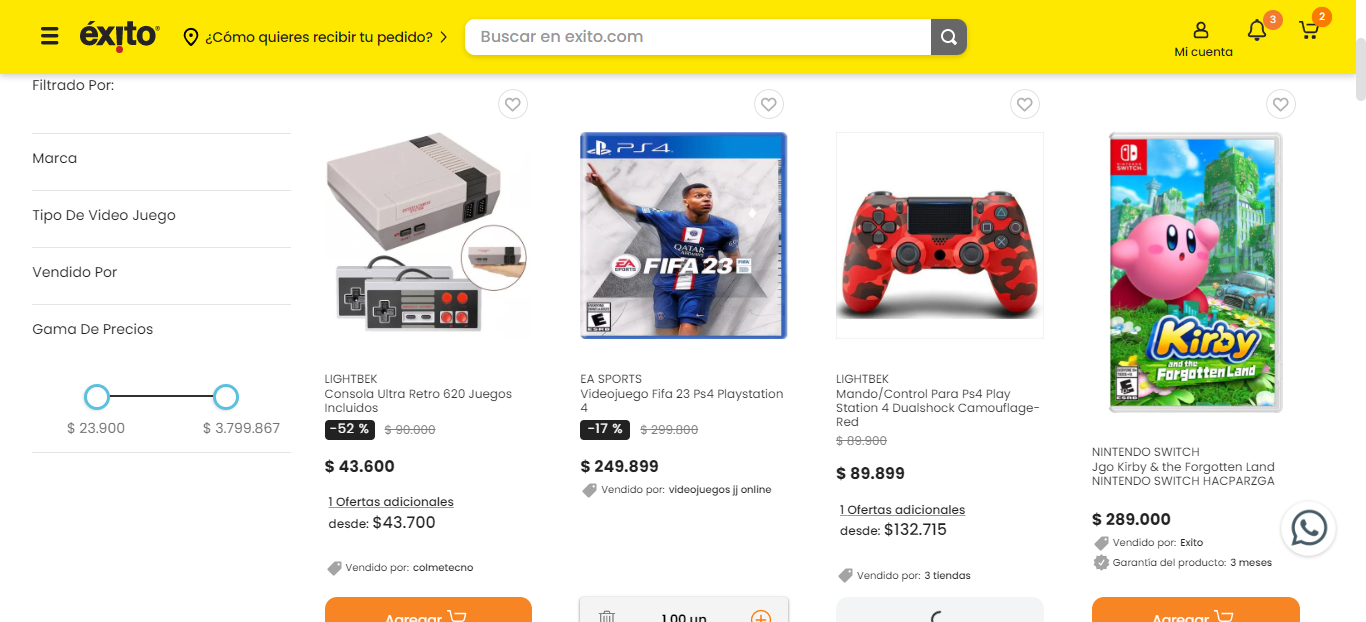 éxito
¿Cómo quieres recibir tu pedido?
Buscar en exito.com
Mi cuenta
3
2
Filtrado Por:
Marca
Tipo De Video Juego
Vendido Por
Gama De Precios
$ 23.900
$ 3.799.867
LIGHTBEK
Consola Ultra Retro 620 Juegos
Incluidos
-52 %
$ 90.000
$ 43.600
1 Ofertas adicionales
desde: $43.700
Vendido por: colmetecno
Agregar
PS4
QATAR
AIRWAYS
EA
SPORTS
FIFA 23
E
ESRB
EA SPORTS
Videojuego Fifa 23 Ps4 Playstation
4
-17 %
$ 299.800
$ 249.899
Vendido por: videojuegos jj online
1.00 un
LIGHTBEK
Mando/Control Para Ps4 Play
Station 4 Dualshock Camouflage-
Red
$ 89.900
$ 89.899
1 Ofertas adicionales
desde: $132.715
Vendido por: 3 tiendas
NINTENDO
SWITCH
Kirby
and the
Forgotten Land
E
ESRB
NINTENDO SWITCH
Jgo Kirby & the Forgotten Land
NINTENDO SWITCH HACPARZGA
$ 289.000
Vendido por: Exito
Garantía del producto: 3 meses
Agregar